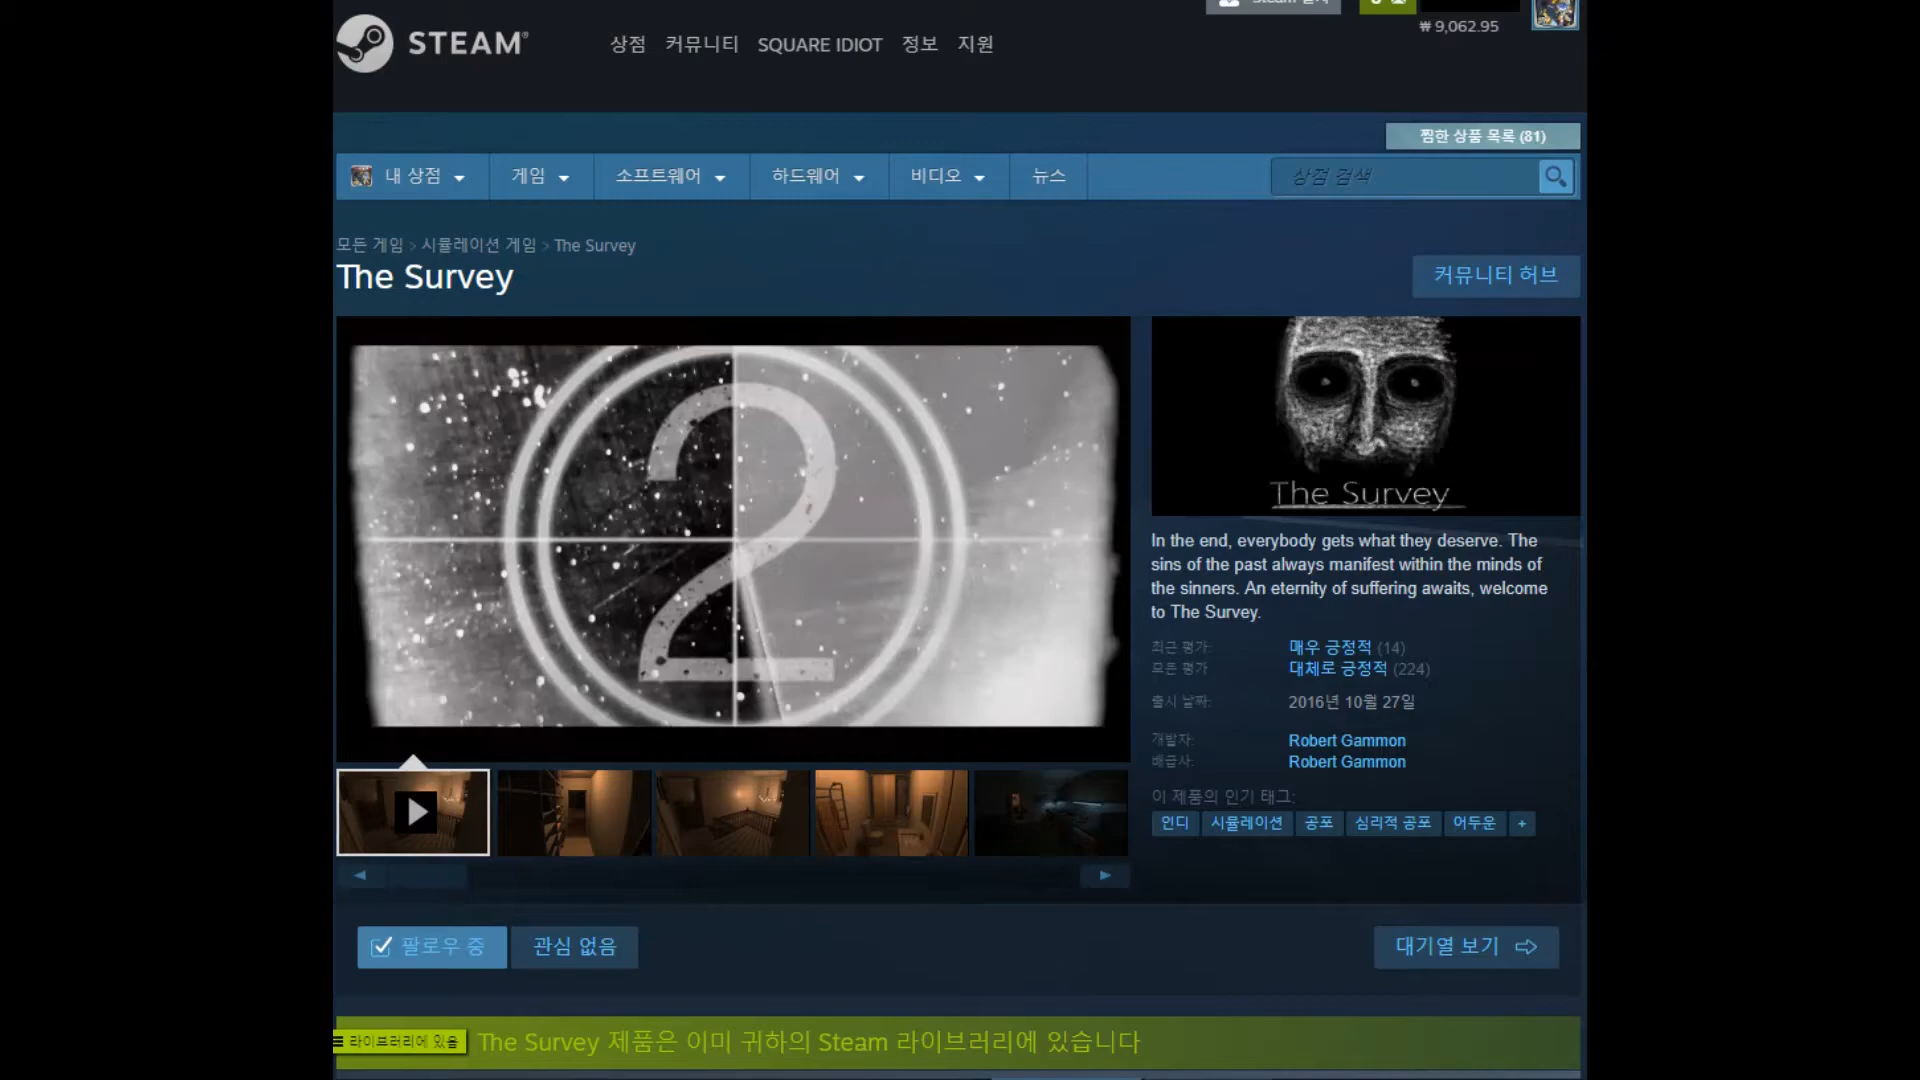 STEAM®
상점 커뮤니티 SQUARE IDIOT 정보 지원
₩ 9,062.95
찜한 상품 목록 (81)
내 상점 게임 소프트웨어 하드웨어 비디오 뉴스
상점 검색
모든 게임 > 시뮬레이션 게임 > The Survey
The Survey
커뮤니티 허브
2
The Survey
In the end, everybody gets what they deserve. The
sins of the past always manifest within the minds of
the sinners. An eternity of suffering awaits, welcome
to The Survey.
최근 평가: 매우 긍정적 (14)
모든 평가 대체로 긍정적 (224)
출시 날짜: 2016년 10월 27일
개발자: Robert Gammon
배급사: Robert Gammon
이 제품의 인기 태그:
인디 시뮬레이션 공포 심리적 공포 어두운 +
팔로우 중 관심 없음 대기열 보기
라이브러리에 있음 The Survey 제품은 이미 귀하의 Steam 라이브러리에 있습니다